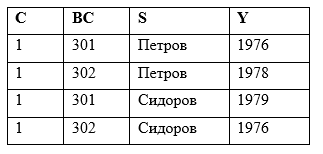 C BC S Y
1 301 Петров 1976
1 302 Петров 1978
1 301 Сидоров 1979
1 302 Сидоров 1976